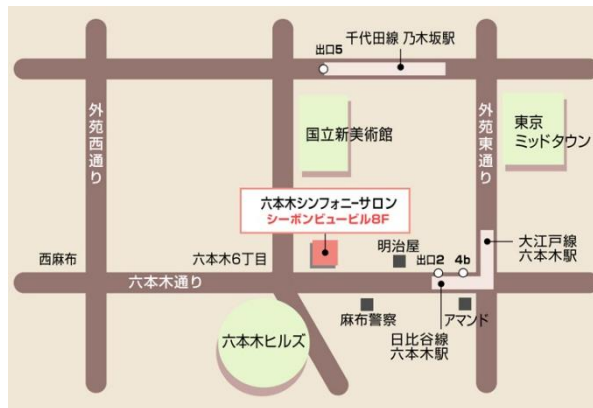 千代田線 乃木坂駅
出口5
外苑西通り
国立新美術館
外苑東通り
東京
ミッドタウン
六本木シンフォニーサロン
シーボンビュービル8F
西麻布
六本木6丁目
明治屋
出口2
4b
大江戸線
六本木駅
六本木通り
麻布警察
アマンド
六本木ヒルズ
日比谷線
六本木駅